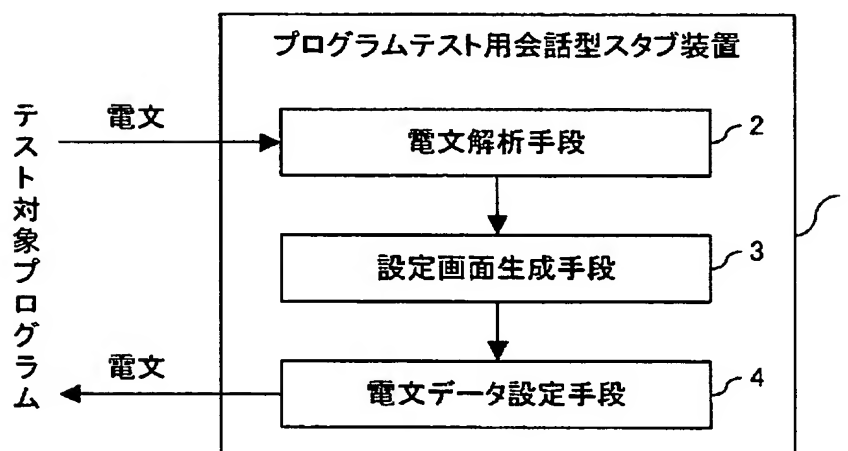 プログラムテスト用会話型スタブ装置
テスト対象プログラム
電文
電文解析手段
2
設定画面生成手段
3
電文
電文データ設定手段
4